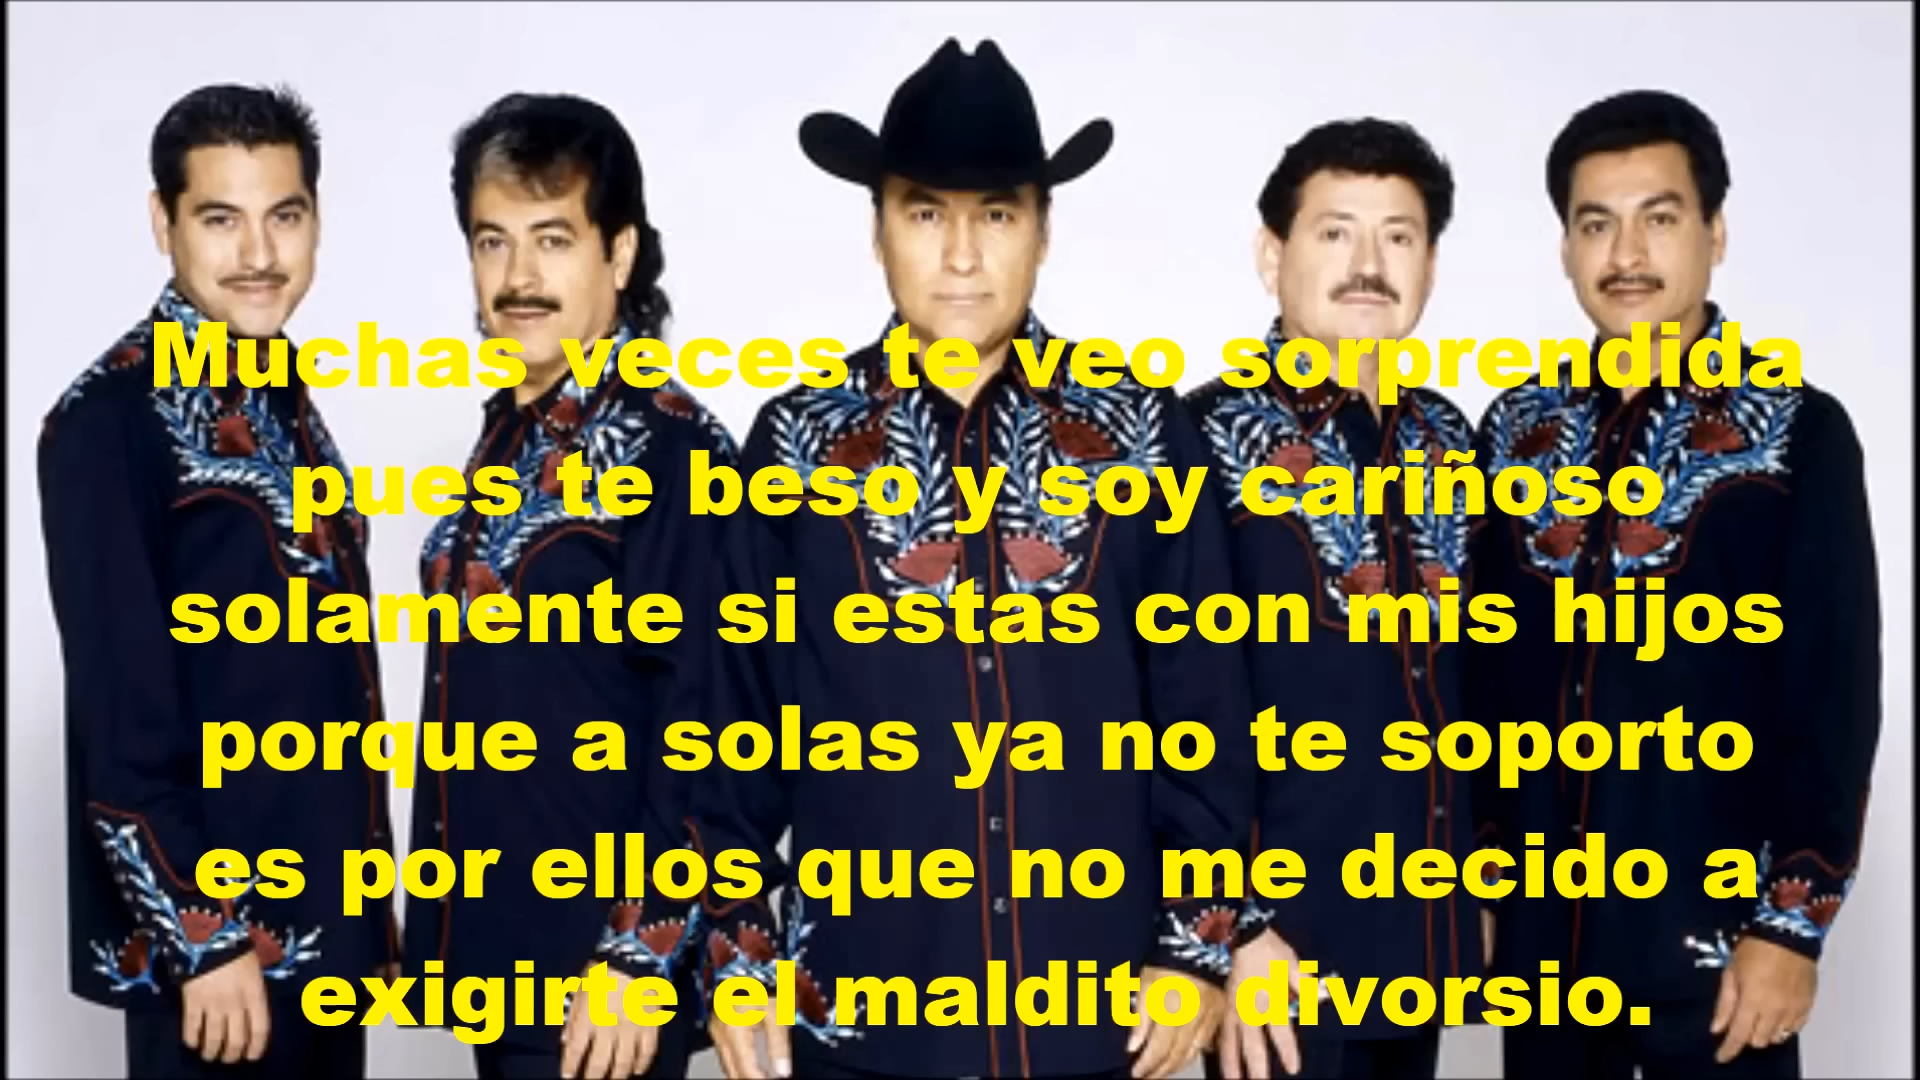 Muchas veces te veo sorprendida
pues te beso y soy cariñoso
solamente si estas con mis hijos
porque a solas ya no te soporto
es por ellos que no me decido a
exigirte el maldito divorsio.